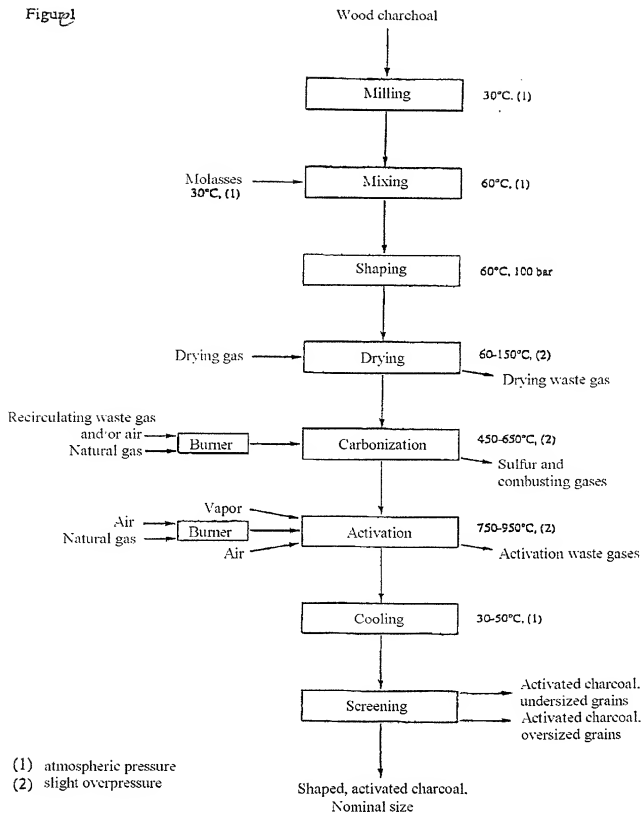 Figure1
Wood charchoal
Milling
30°C. (1)
Molasses
30°C, (1)
Mixing
60°C, (1)
Shaping
60°C, 100 bar
Drying gas
Drying
60-150°C, (2)
Drying waste gas
Recirculating waste gas
and/or air
Natural gas
Burner
Carbonization
450-650°C, (2)
Sulfur and
combusting gases
Vapor
Air
Natural gas
Burner
Air
Activation
750-950°C, (2)
Activation waste gases
Cooling
30-50°C, (1)
Screening
Activated charcoal.
undersized grains
Activated charcoal.
oversized grains
(1) atmospheric pressure
(2) slight overpressure
Shaped, activated charcoal.
Nominal size